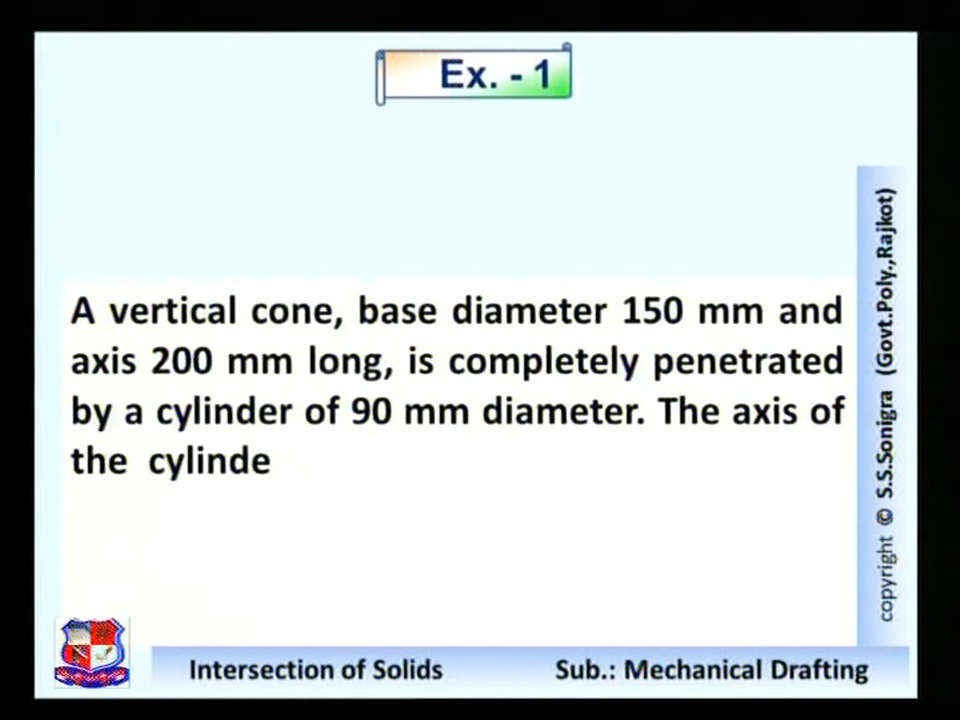 Ex. - 1
A vertical cone, base diameter 150 mm and
axis 200 mm long, is completely penetrated
by a cylinder of 90 mm diameter. The axis of
the cylinde
copyright © S.S.Sonigra (Govt.Poly.,Rajkot)
Intersection of Solids
Sub.: Mechanical Drafting